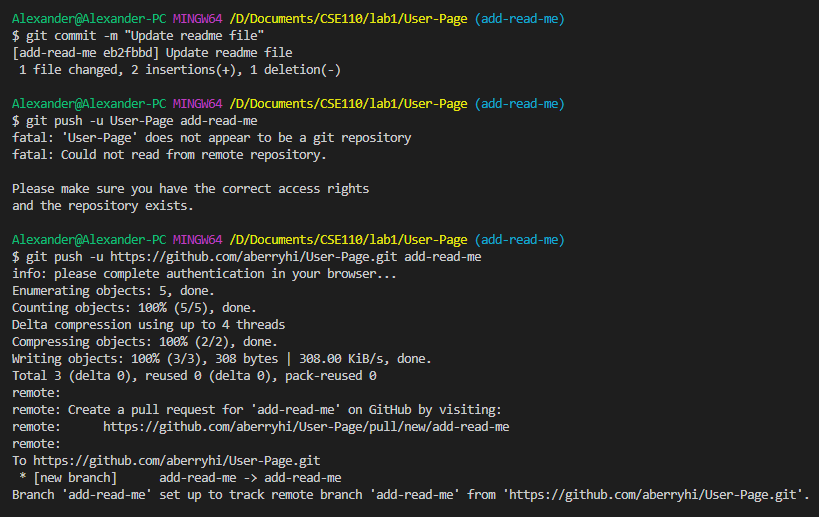 Alexander@Alexander-PC MINGW64 /D/Documents/CSE110/lab1/User-Page (add-read-me)
$ git commit -m "Update readme file"
[add-read-me eb2fbbd] Update readme file
 1 file changed, 2 insertions(+), 1 deletion(-)

Alexander@Alexander-PC MINGW64 /D/Documents/CSE110/lab1/User-Page (add-read-me)
$ git push -u User-Page add-read-me
fatal: 'User-Page' does not appear to be a git repository
fatal: Could not read from remote repository.

Please make sure you have the correct access rights
and the repository exists.

Alexander@Alexander-PC MINGW64 /D/Documents/CSE110/lab1/User-Page (add-read-me)
$ git push -u https://github.com/aberryhi/User-Page.git add-read-me
info: please complete authentication in your browser...
Enumerating objects: 5, done.
Counting objects: 100% (5/5), done.
Delta compression using up to 4 threads
Compressing objects: 100% (2/2), done.
Writing objects: 100% (3/3), 308 bytes | 308.00 KiB/s, done.
Total 3 (delta 0), reused 0 (delta 0), pack-reused 0
remote:
remote: Create a pull request for 'add-read-me' on GitHub by visiting:
remote:      https://github.com/aberryhi/User-Page/pull/new/add-read-me
remote:
To https://github.com/aberryhi/User-Page.git
 * [new branch]      add-read-me -> add-read-me
Branch 'add-read-me' set up to track remote branch 'add-read-me' from 'https://github.com/aberryhi/User-Page.git'.